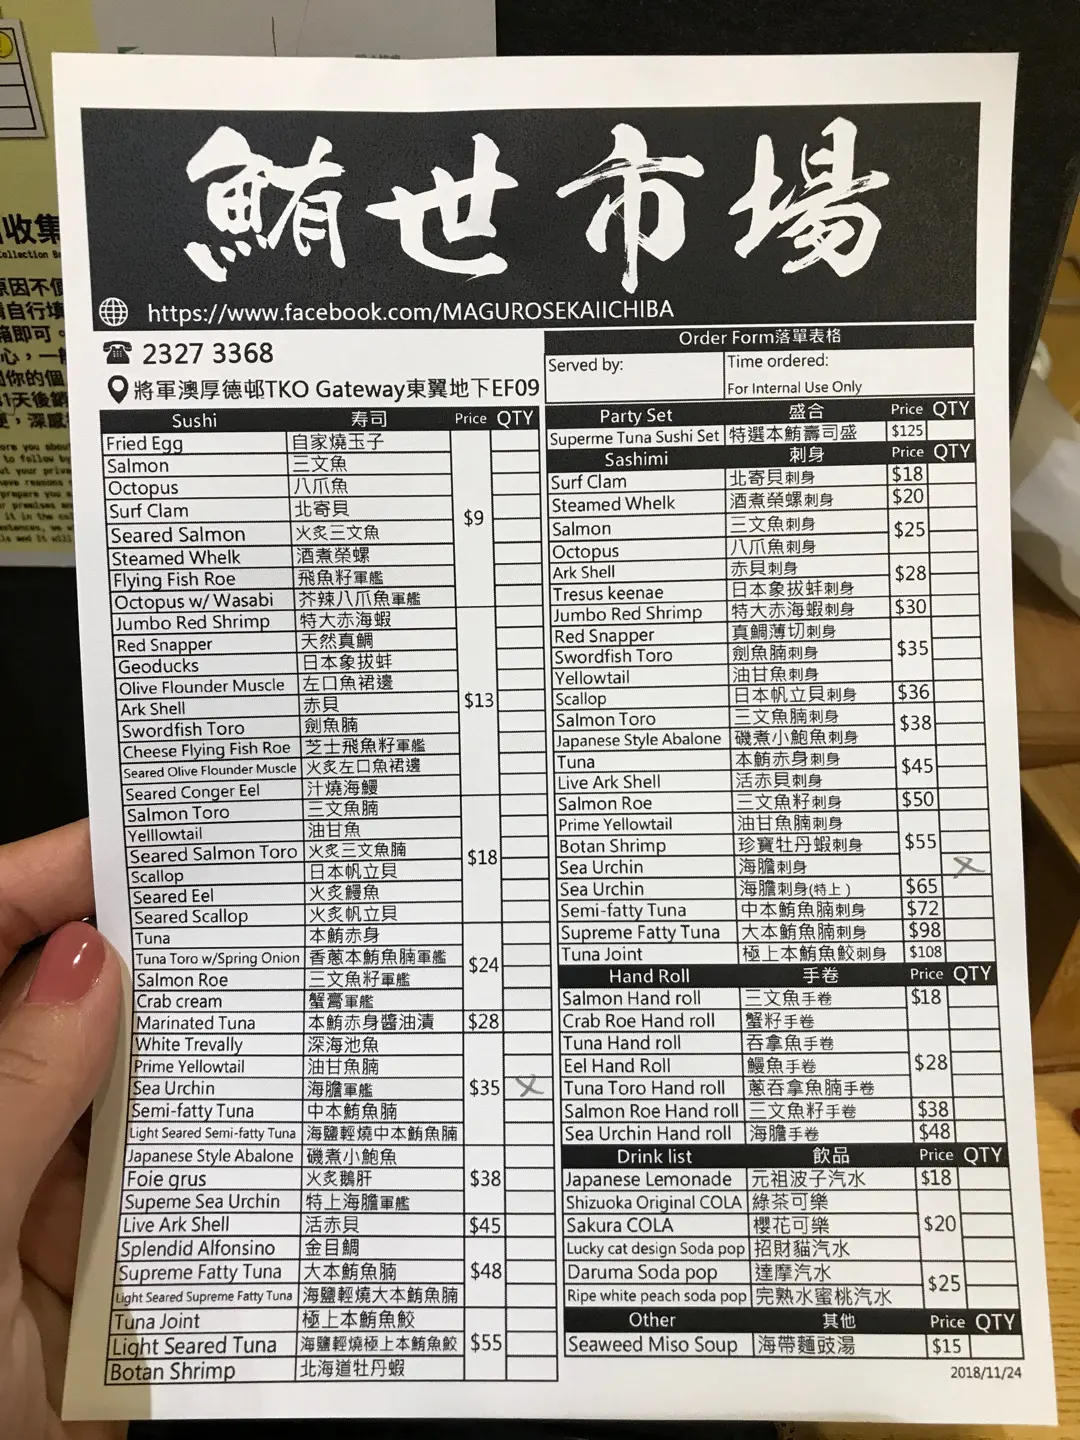 收集
Collection B
原因不便
請自行填
箱即可。
鮪世市場
https://www.facebook.com/MAGUROSEKAIICHIBA
2327 3368
將軍澳厚德邨TKO Gateway東翼地下EF09
Order Form落單表格
Served by:
Time ordered:
For Internal Use Only
Sushi 寿司 Price QTY
Fried Egg 自家燒玉子
Salmon 三文魚
Octopus 八爪魚
Surf Clam 北寄貝
Seared Salmon 火炙三文魚 $9
Steamed Whelk 酒煮榮螺
Flying Fish Roe 飛魚籽軍艦
Octopus w/ Wasabi 芥辣八爪魚軍艦
Jumbo Red Shrimp 特大赤海蝦
Red Snapper 天然真鯛
Geoducks 日本象拔蚌
Olive Flounder Muscle 左口魚裙邊
Ark Shell 赤貝 $13
Swordfish Toro 劍魚腩
Cheese Flying Fish Roe 芝士飛魚籽軍艦
Seared Olive Flounder Muscle 火炙左口魚裙邊
Seared Conger Eel 汁燒海鰻
Salmon Toro 三文魚腩
Yelllowtail 油甘魚
Seared Salmon Toro 火炙三文魚腩 $18
Scallop 日本帆立貝
Seared Eel 火炙鰻魚
Seared Scallop 火炙帆立貝
Tuna 本鮪赤身
Tuna Toro w/Spring Onion 香蔥本鮪魚腩軍艦 $24
Salmon Roe 三文魚籽軍艦
Crab cream 蟹膏軍艦
Marinated Tuna 本鮪赤身醬油漬 $28
White Trevally 深海池魚
Prime Yellowtail 油甘魚腩
Sea Urchin 海膽軍艦 $35 X
Semi-fatty Tuna 中本鮪魚腩
Light Seared Semi-fatty Tuna 海鹽輕燒中本鮪魚腩
Japanese Style Abalone 磯煮小鮑魚
Foie grus 火炙鵝肝 $38
Supeme Sea Urchin 特上海膽軍艦
Live Ark Shell 活赤貝 $45
Splendid Alfonsino 金目鯛
Supreme Fatty Tuna 大本鮪魚腩 $48
Light Seared Supreme Fatty Tuna 海鹽輕燒大本鮪魚腩
Tuna Joint 極上本鮪魚鮫
Light Seared Tuna 海鹽輕燒極上本鮪魚鮫 $55
Botan Shrimp 北海道牡丹蝦
Party Set 盛合 Price QTY
Superme Tuna Sushi Set 特選本鮪壽司盛 $125
Sashimi 刺身 Price QTY
Surf Clam 北寄貝刺身 $18
Steamed Whelk 酒煮榮螺刺身 $20
Salmon 三文魚刺身 $25
Octopus 八爪魚刺身
Ark Shell 赤貝刺身 $28
Tresus keenae 日本象拔蚌刺身
Jumbo Red Shrimp 特大赤海蝦刺身 $30
Red Snapper 真鯛薄切刺身
Swordfish Toro 劍魚腩刺身 $35
Yellowtail 油甘魚刺身
Scallop 日本帆立貝刺身 $36
Salmon Toro 三文魚腩刺身 $38
Japanese Style Abalone 磯煮小鮑魚刺身
Tuna 本鮪赤身刺身 $45
Live Ark Shell 活赤貝刺身
Salmon Roe 三文魚籽刺身 $50
Prime Yellowtail 油甘魚腩刺身
Botan Shrimp 珍寶牡丹蝦刺身 $55
Sea Urchin 海膽刺身 X
Sea Urchin 海膽刺身(特上) $65
Semi-fatty Tuna 中本鮪魚腩刺身 $72
Supreme Fatty Tuna 大本鮪魚腩刺身 $98
Tuna Joint 極上本鮪魚鮫刺身 $108
Hand Roll 手卷 Price QTY
Salmon Hand roll 三文魚手卷 $18
Crab Roe Hand roll 蟹籽手卷
Tuna Hand roll 吞拿魚手卷
Eel Hand Roll 鰻魚手卷 $28
Tuna Toro Hand roll 蔥吞拿魚腩手卷
Salmon Roe Hand roll 三文魚籽手卷 $38
Sea Urchin Hand roll 海膽手卷 $48
Drink list 飲品 Price QTY
Japanese Lemonade 元祖波子汽水 $18
Shizuoka Original COLA 綠茶可樂
Sakura COLA 櫻花可樂 $20
Lucky cat design Soda pop 招財貓汽水
Daruma Soda pop 達摩汽水 $25
Ripe white peach soda pop 完熟水蜜桃汽水
Other 其他 Price QTY
Seaweed Miso Soup 海帶麵豉湯 $15
2018/11/24